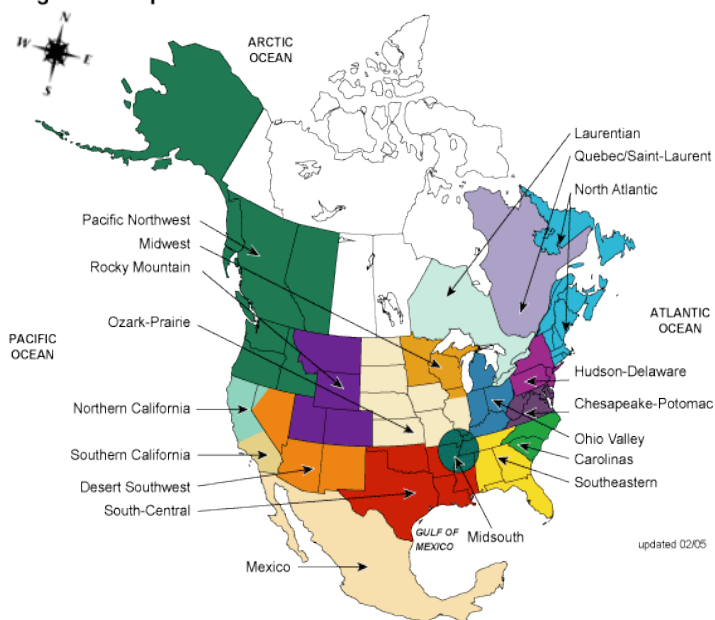 N
W
E
S
ARCTIC
OCEAN
Laurentian
Quebec/Saint-Laurent
North Atlantic
Pacific Northwest
Midwest
Rocky Mountain
Ozark-Prairie
PACIFIC
OCEAN
ATLANTIC
OCEAN
Hudson-Delaware
Chesapeake-Potomac
Northern California
Ohio Valley
Carolinas
Southeastern
Southern California
Desert Southwest
South-Central
GULF OF
MEXICO
Midsouth
updated 02/05
Mexico